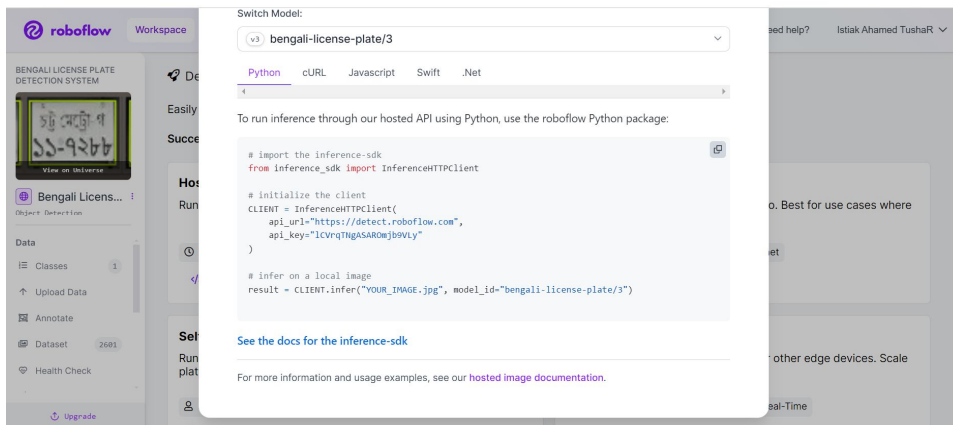 Switch Model:
roboflow
Workspace
eed help?
Istiak Ahamed TushaR
v3 bengali-license-plate/3
BENGALI LICENSE PLATE
DETECTION SYSTEM
চট্ট মেট্রো-গ
১১-৭২৮৮
View on Universe
Bengali Licens...
Object Detection
Data
Classes 1
Upload Data
Annotate
Dataset 2601
Health Check
Upgrade
De
Easily
Succe
Hos
Run
Sel
Run
plat
Python cURL Javascript Swift .Net
To run inference through our hosted API using Python, use the roboflow Python package:
# import the inference-sdk
from inference_sdk import InferenceHTTPClient
# initialize the client
CLIENT = InferenceHTTPClient(
api_url="https://detect.roboflow.com",
api_key="lCVrqTNgASAROmjb9VLy"
)
# infer on a local image
result = CLIENT.infer("YOUR_IMAGE.jpg", model_id="bengali-license-plate/3")
See the docs for the inference-sdk
For more information and usage examples, see our hosted image documentation.
o. Best for use cases where
et
other edge devices. Scale
eal-Time